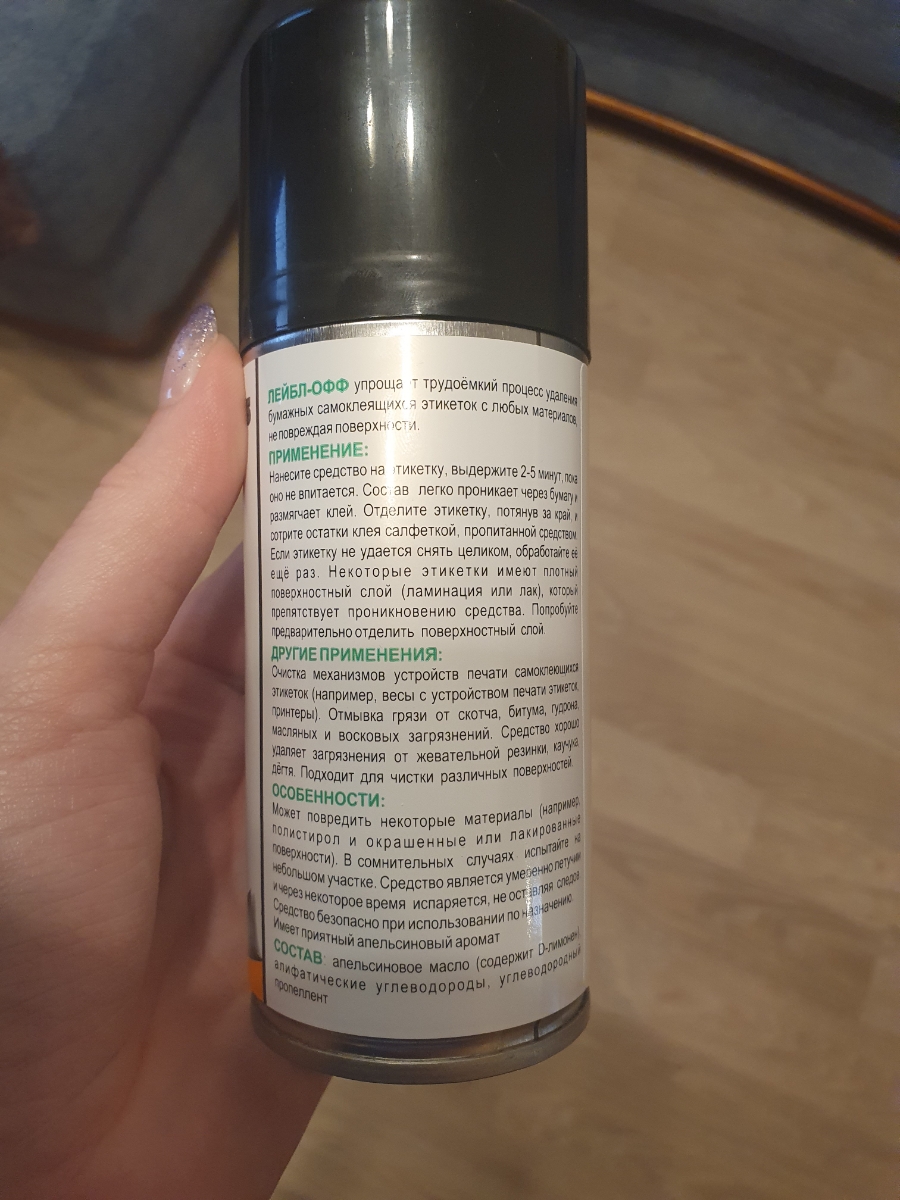 ЛЕЙБЛ-ОФФ упрощает трудоёмкий процесс удаления
бумажных самоклеящихся этикеток с любых материалов,
не повреждая поверхности.
ПРИМЕНЕНИЕ:
Нанесите средство на этикетку, выдержите 2-5 минут, пока
оно не впитается. Состав легко проникает через бумагу и
размягчает клей. Отделите этикетку, потянув за край, и
сотрите остатки клея салфеткой, пропитанной средством.
Если этикетку не удается снять целиком, обработайте её
ещё раз. Некоторые этикетки имеют плотный
поверхностный слой (ламинация или лак), который
препятствует проникновению средства. Попробуйте
предварительно отделить поверхностный слой.
ДРУГИЕ ПРИМЕНЕНИЯ:
Очистка механизмов устройств печати самоклеющихся
этикеток (например, весы с устройством печати этикеток,
принтеры). Отмывка грязи от скотча, битума, гудрона,
масляных и восковых загрязнений. Средство хорошо
удаляет загрязнения от жевательной резинки, каучука,
дёгтя. Подходит для чистки различных поверхностей.
ОСОБЕННОСТИ:
Может повредить некоторые материалы (например,
полистирол и окрашенные или лакированные
поверхности). В сомнительных случаях испытайте на
небольшом участке. Средство является умеренно летучим
и через некоторое время испаряется, не оставляя следов.
Средство безопасно при использовании по назначению.
Имеет приятный апельсиновый аромат
СОСТАВ: апельсиновое масло (содержит D-лимонен),
алифатические углеводороды, углеводородный
пропеллент